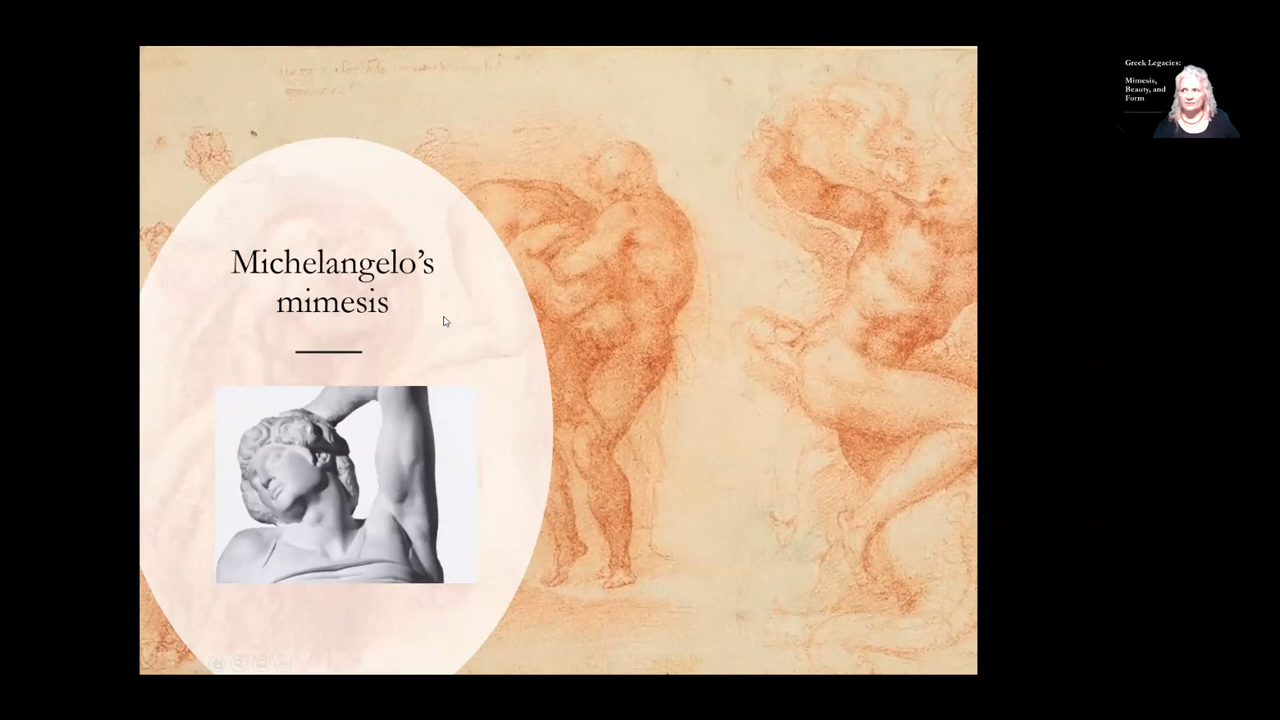 Michelangelo’s
mimesis
Greek Legacies:
Mimesis,
Beauty, and
Form